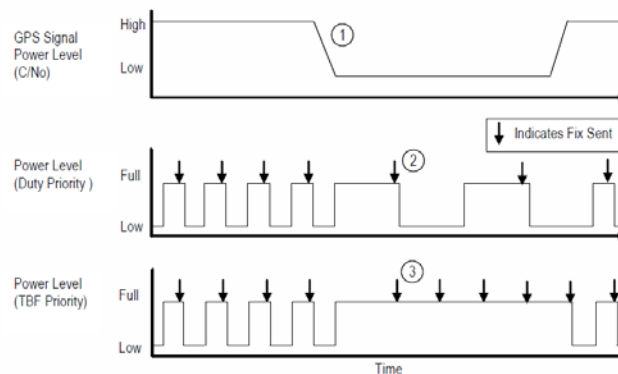 GPS Signal
Power Level
(C/No)
High
Low
1
Indicates Fix Sent
Power Level
(Duty Priority )
Full
Low
2
Power Level
(TBF Priority)
Full
Low
3
Time